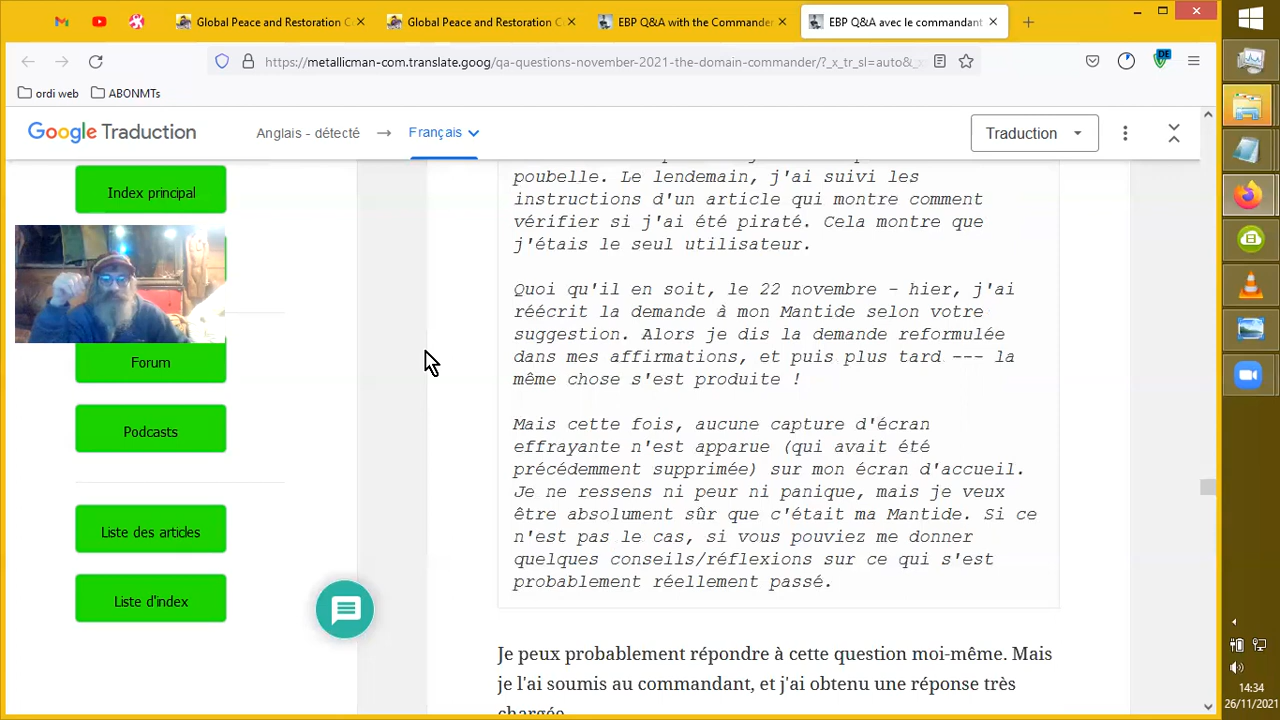 Global Peace and Restoration C
Global Peace and Restoration C
EBP Q&A with the Commander
EBP Q&A avec le commandant
https://metallicman-com.translate.goog/qa-questions-november-2021-the-domain-commander/?_x_tr_sl=auto&_x
DE
ordi web
ABONMTs
Google Traduction
Anglais - détecté
Français
Traduction
Index principal
Forum
Podcasts
Liste des articles
Liste d'index
poubelle. Le lendemain, j'ai suivi les
instructions d'un article qui montre comment
vérifier si j'ai été piraté. Cela montre que
j'étais le seul utilisateur.
Quoi qu'il en soit, le 22 novembre - hier, j'ai
réécrit la demande à mon Mantide selon votre
suggestion. Alors je dis la demande reformulée
dans mes affirmations, et puis plus tard --- la
même chose s'est produite !
Mais cette fois, aucune capture d'écran
effrayante n'est apparue (qui avait été
précédemment supprimée) sur mon écran d'accueil.
Je ne ressens ni peur ni panique, mais je veux
être absolument sûr que c'était ma Mantide. Si ce
n'est pas le cas, si vous pouviez me donner
quelques conseils/réflexions sur ce qui s'est
probablement réellement passé.
Je peux probablement répondre à cette question moi-même. Mais
je l'ai soumis au commandant, et j'ai obtenu une réponse très
chargée
14:34
26/11/2021